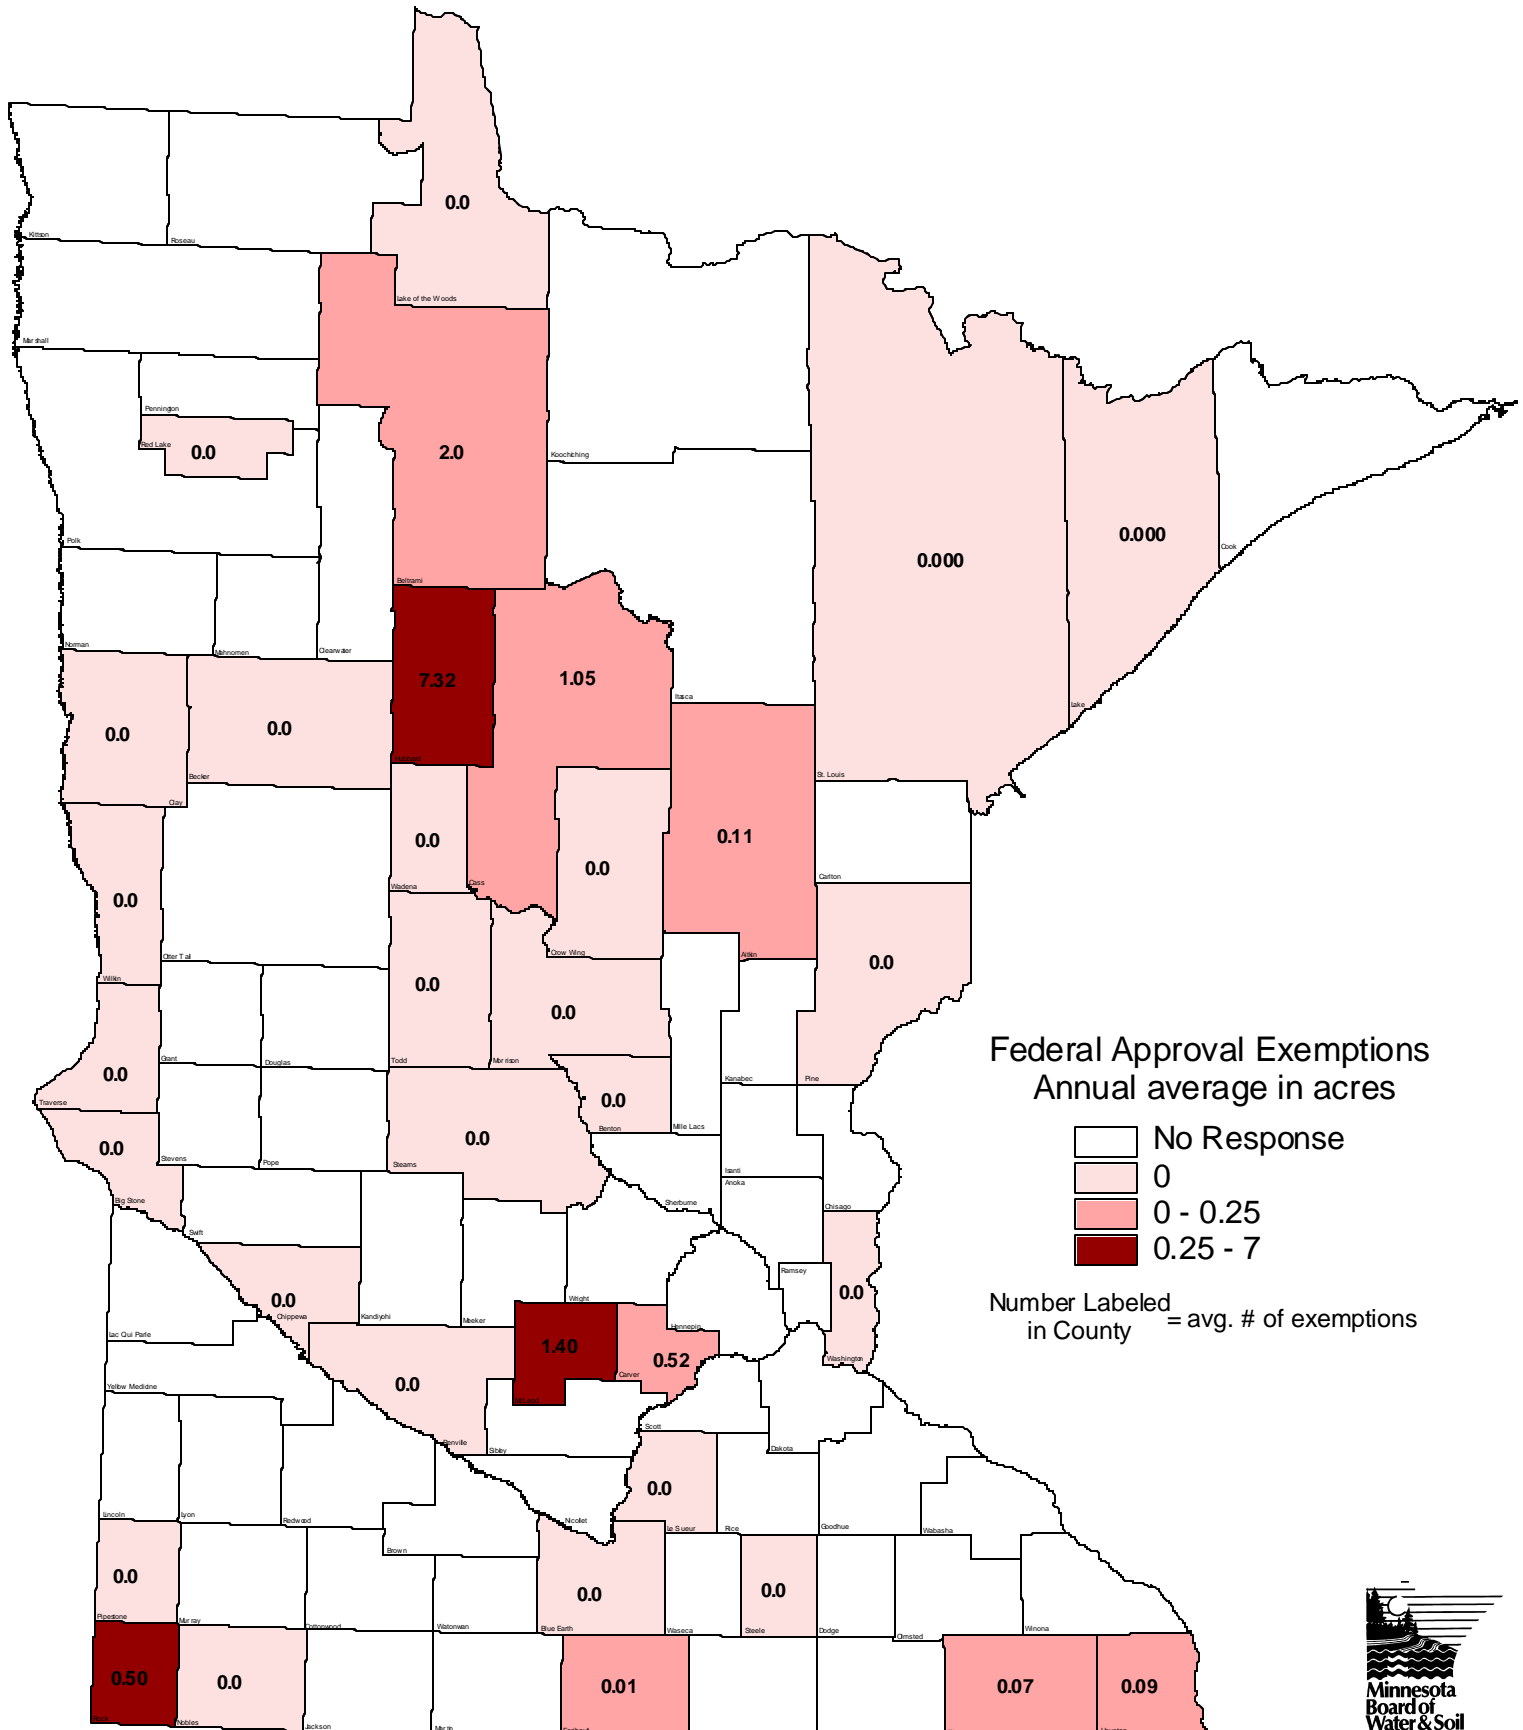 0.0
Kittson
Roseau
Lake of the Woods
Marshall
Pennington
Red Lake
0.0
2.0
Koochiching
0.000
0.000
Cook
Polk
Beltrami
Norman
Mahnomen
Clearwater
7.32
1.05
Itasca
Lake
0.0
0.0
Hubbard
Becker
St. Louis
Clay
0.0
0.0
0.11
Wadena
Cass
Carlton
0.0
Otter Tail
Crow Wing
Aitkin
0.0
Wilkin
0.0
0.0
Grant
Douglas
Todd
Morrison
0.0
Kanabec
Pine
Traverse
0.0
Benton
Mille Lacs
0.0
0.0
Stevens
Pope
Stearns
Isanti
Anoka
Big Stone
Sherburne
Chisago
Swift
Ramsey
0.0
0.0
Chippewa
Kandiyohi
Meeker
Wright
Hennepin
Lac Qui Parle
1.40
0.52
Washington
Carver
Yellow Medicine
0.0
McLeod
Renville
Sibley
Scott
Dakota
0.0
Lincoln
Lyon
Redwood
Nicollet
Le Sueur
Rice
Goodhue
Wabasha
Brown
0.0
0.0
0.0
Pipestone
Murray
Cottonwood
Watonwan
Blue Earth
Waseca
Steele
Dodge
Olmsted
Winona
0.50
0.0
0.01
0.07
0.09
Rock
Nobles
Jackson
Martin
Federal Approval Exemptions
Annual average in acres
No Response
0
0 - 0.25
0.25 - 7
Number Labeled
in County
= avg. # of exemptions
Minnesota
Board of
Water & Soil